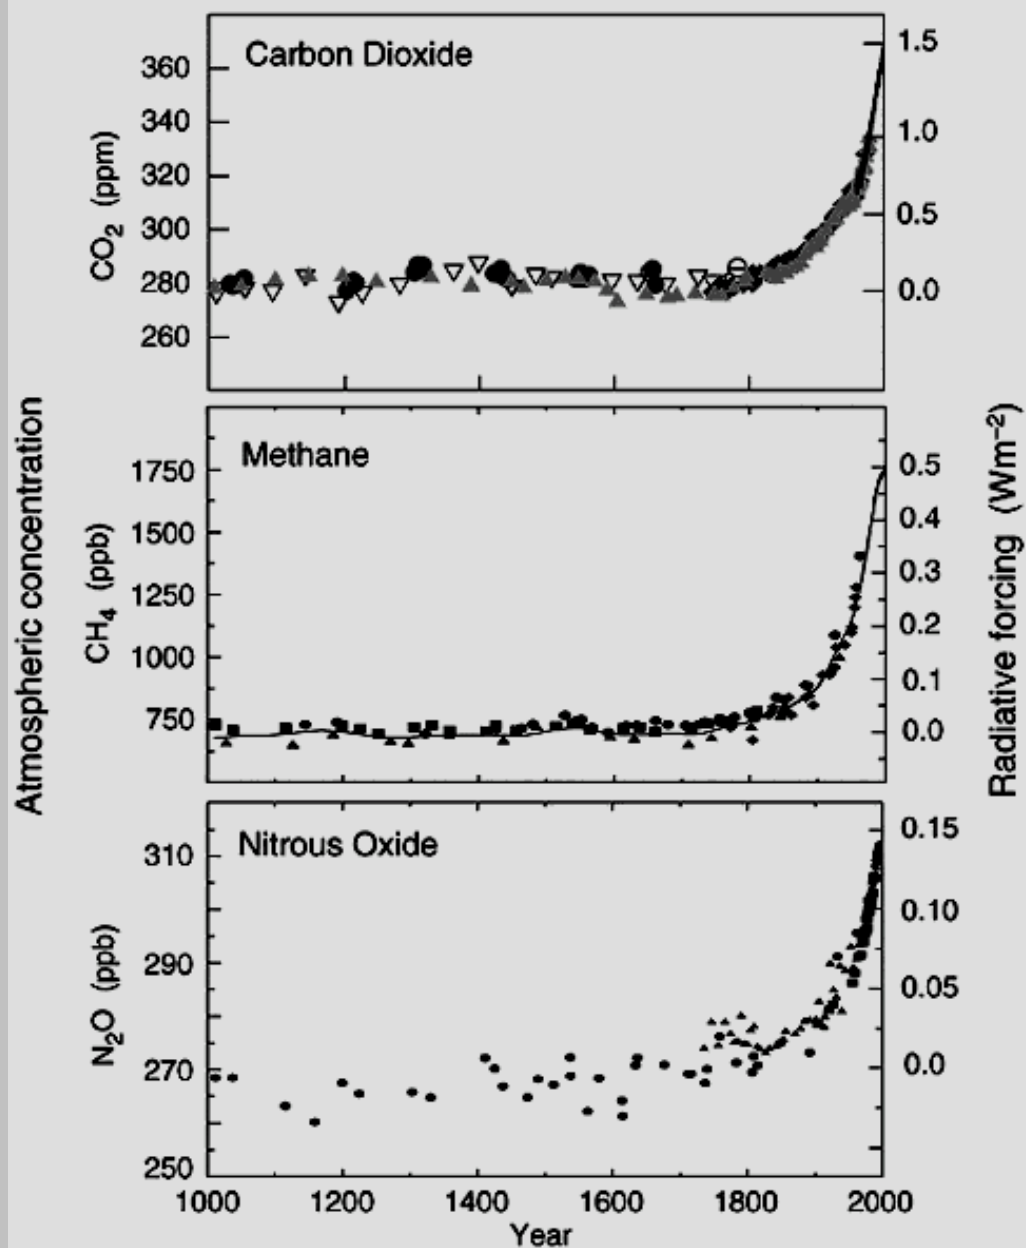 Atmospheric concentration
Carbon Dioxide
CO₂ (ppm)
360
340
320
300
280
260
1.5
1.0
0.5
0.0
Methane
CH₄ (ppb)
1750
1500
1250
1000
750
0.5
0.4
0.3
0.2
0.1
0.0
Nitrous Oxide
N₂O (ppb)
310
290
270
250
0.15
0.10
0.05
0.0
Radiative forcing (Wm⁻²)
1000 1200 1400 1600 1800 2000
Year